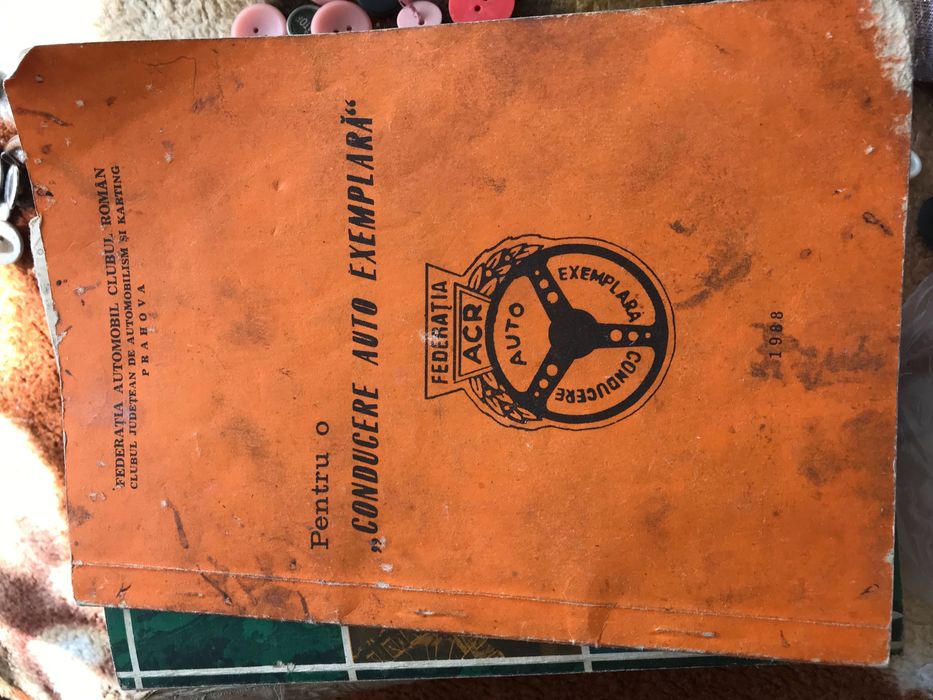 FEDERAȚIA AUTOMOBIL CLUBUL ROMÂN
CLUBUL JUDEȚEAN DE AUTOMOBILISM ȘI KARTING
PRAHOVA
Pentru o
„CONDUCERE AUTO EXEMPLARĂ“
FEDERAȚIA
ACR
AUTO
EXEMPLARĂ
CONDUCERE
1988